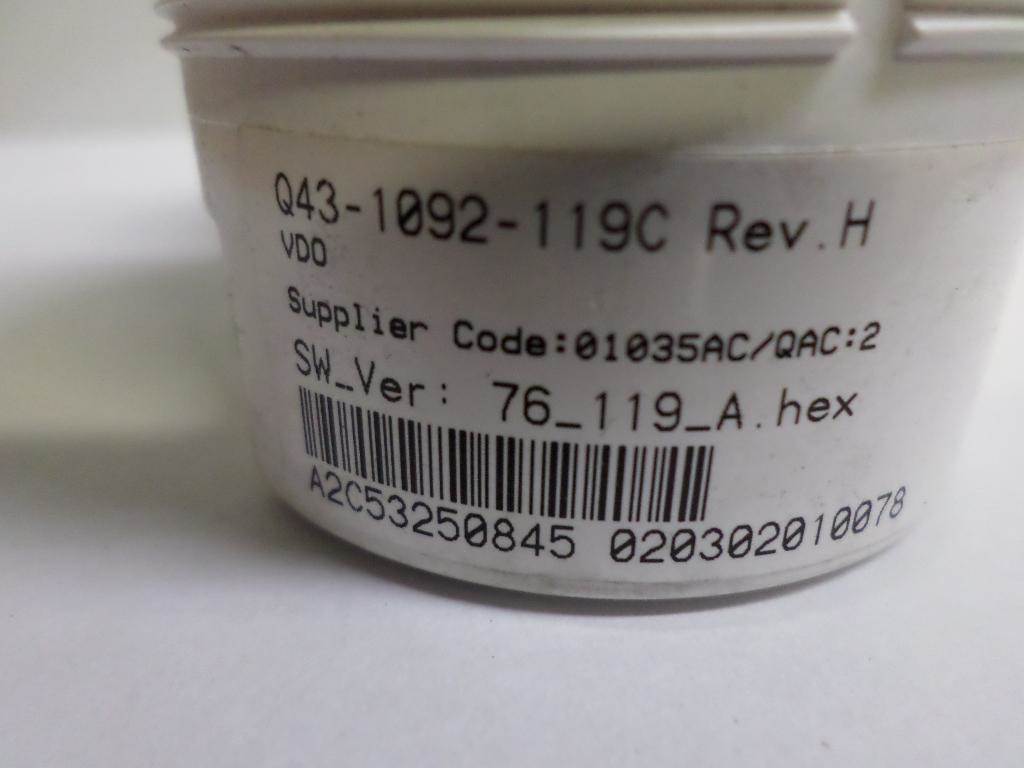 Q43-1092-119C Rev.H
VDO
Supplier Code:01035AC/QAC:2
SW_Ver: 76_119_A.hex
A2C53250845 020302010078